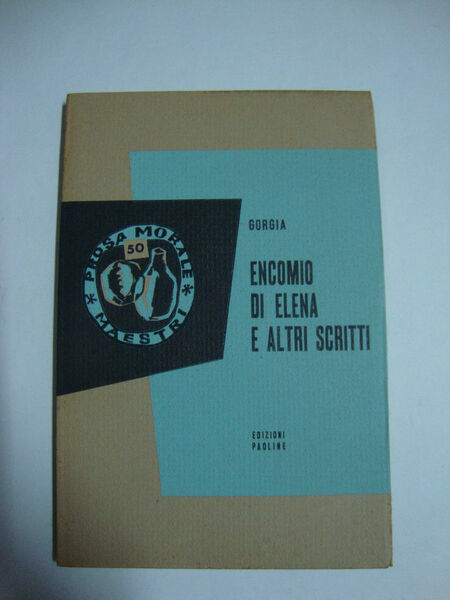 PROSA MORALE
50
* MAESTRI *
GORGIA
ENCOMIO
DI ELENA
E ALTRI SCRITTI
EDIZIONI
PAOLINE